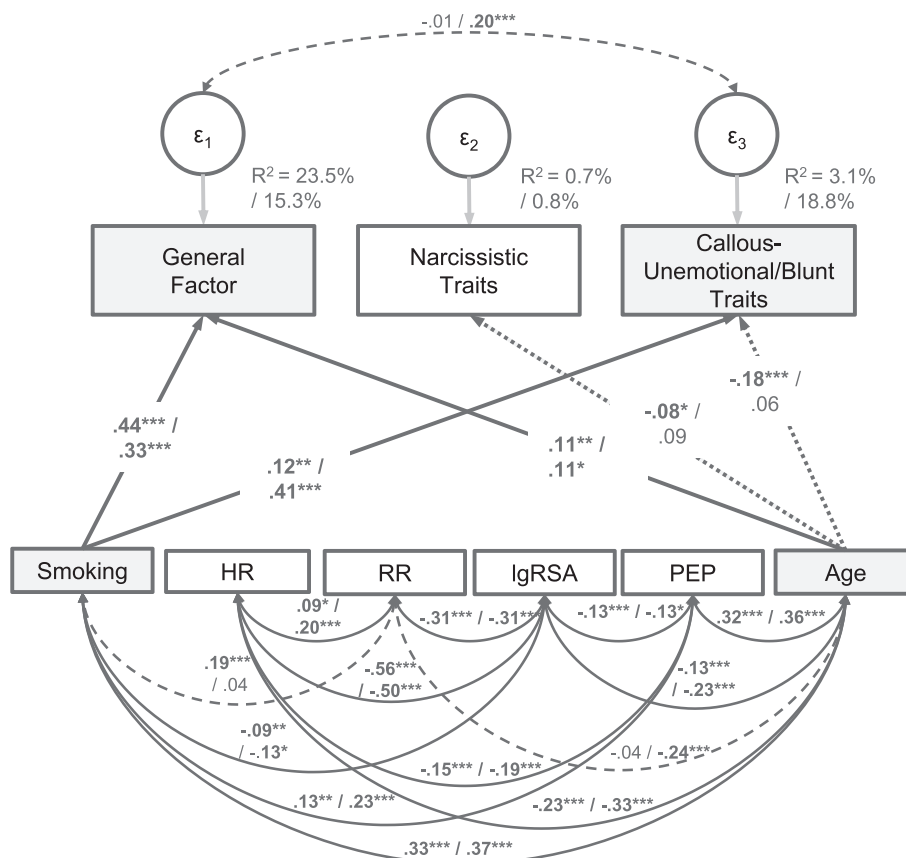 -.01 / .20***
ε1
ε2
ε3
R2 = 23.5%
/ 15.3%
R2 = 0.7%
/ 0.8%
R2 = 3.1%
/ 18.8%
General
Factor
Narcissistic
Traits
Callous-
Unemotional/Blunt
Traits
.44*** /
.33***
.12** /
.41***
.11** /
.11*
-.08* /
.09
-.18*** /
.06
Smoking
HR
RR
lgRSA
PEP
Age
.09* /
.20***
-.31*** / -.31***
-.13*** / -.13*
.32*** / .36***
.19***
/ .04
-.56***
/ -.50***
-.13***
/ -.23***
-.09**
/ -.13*
-.04 / -.24***
-.15*** / -.19***
.13** / .23***
-.23*** / -.33***
.33*** / .37***